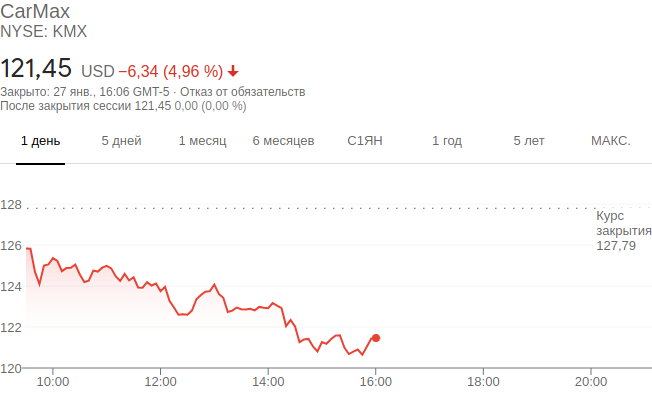 CarMax
NYSE: KMX
121,45 USD −6,34 (4,96 %)
Закрыто: 27 янв., 16:06 GMT-5 · Отказ от обязательств
После закрытия сессии 121,45 0,00 (0,00 %)
1 день 5 дней 1 месяц 6 месяцев С1ЯН 1 год 5 лет МАКС.
128
Курс
закрытия
127,79
126
124
122
120
10:00 12:00 14:00 16:00 18:00 20:00